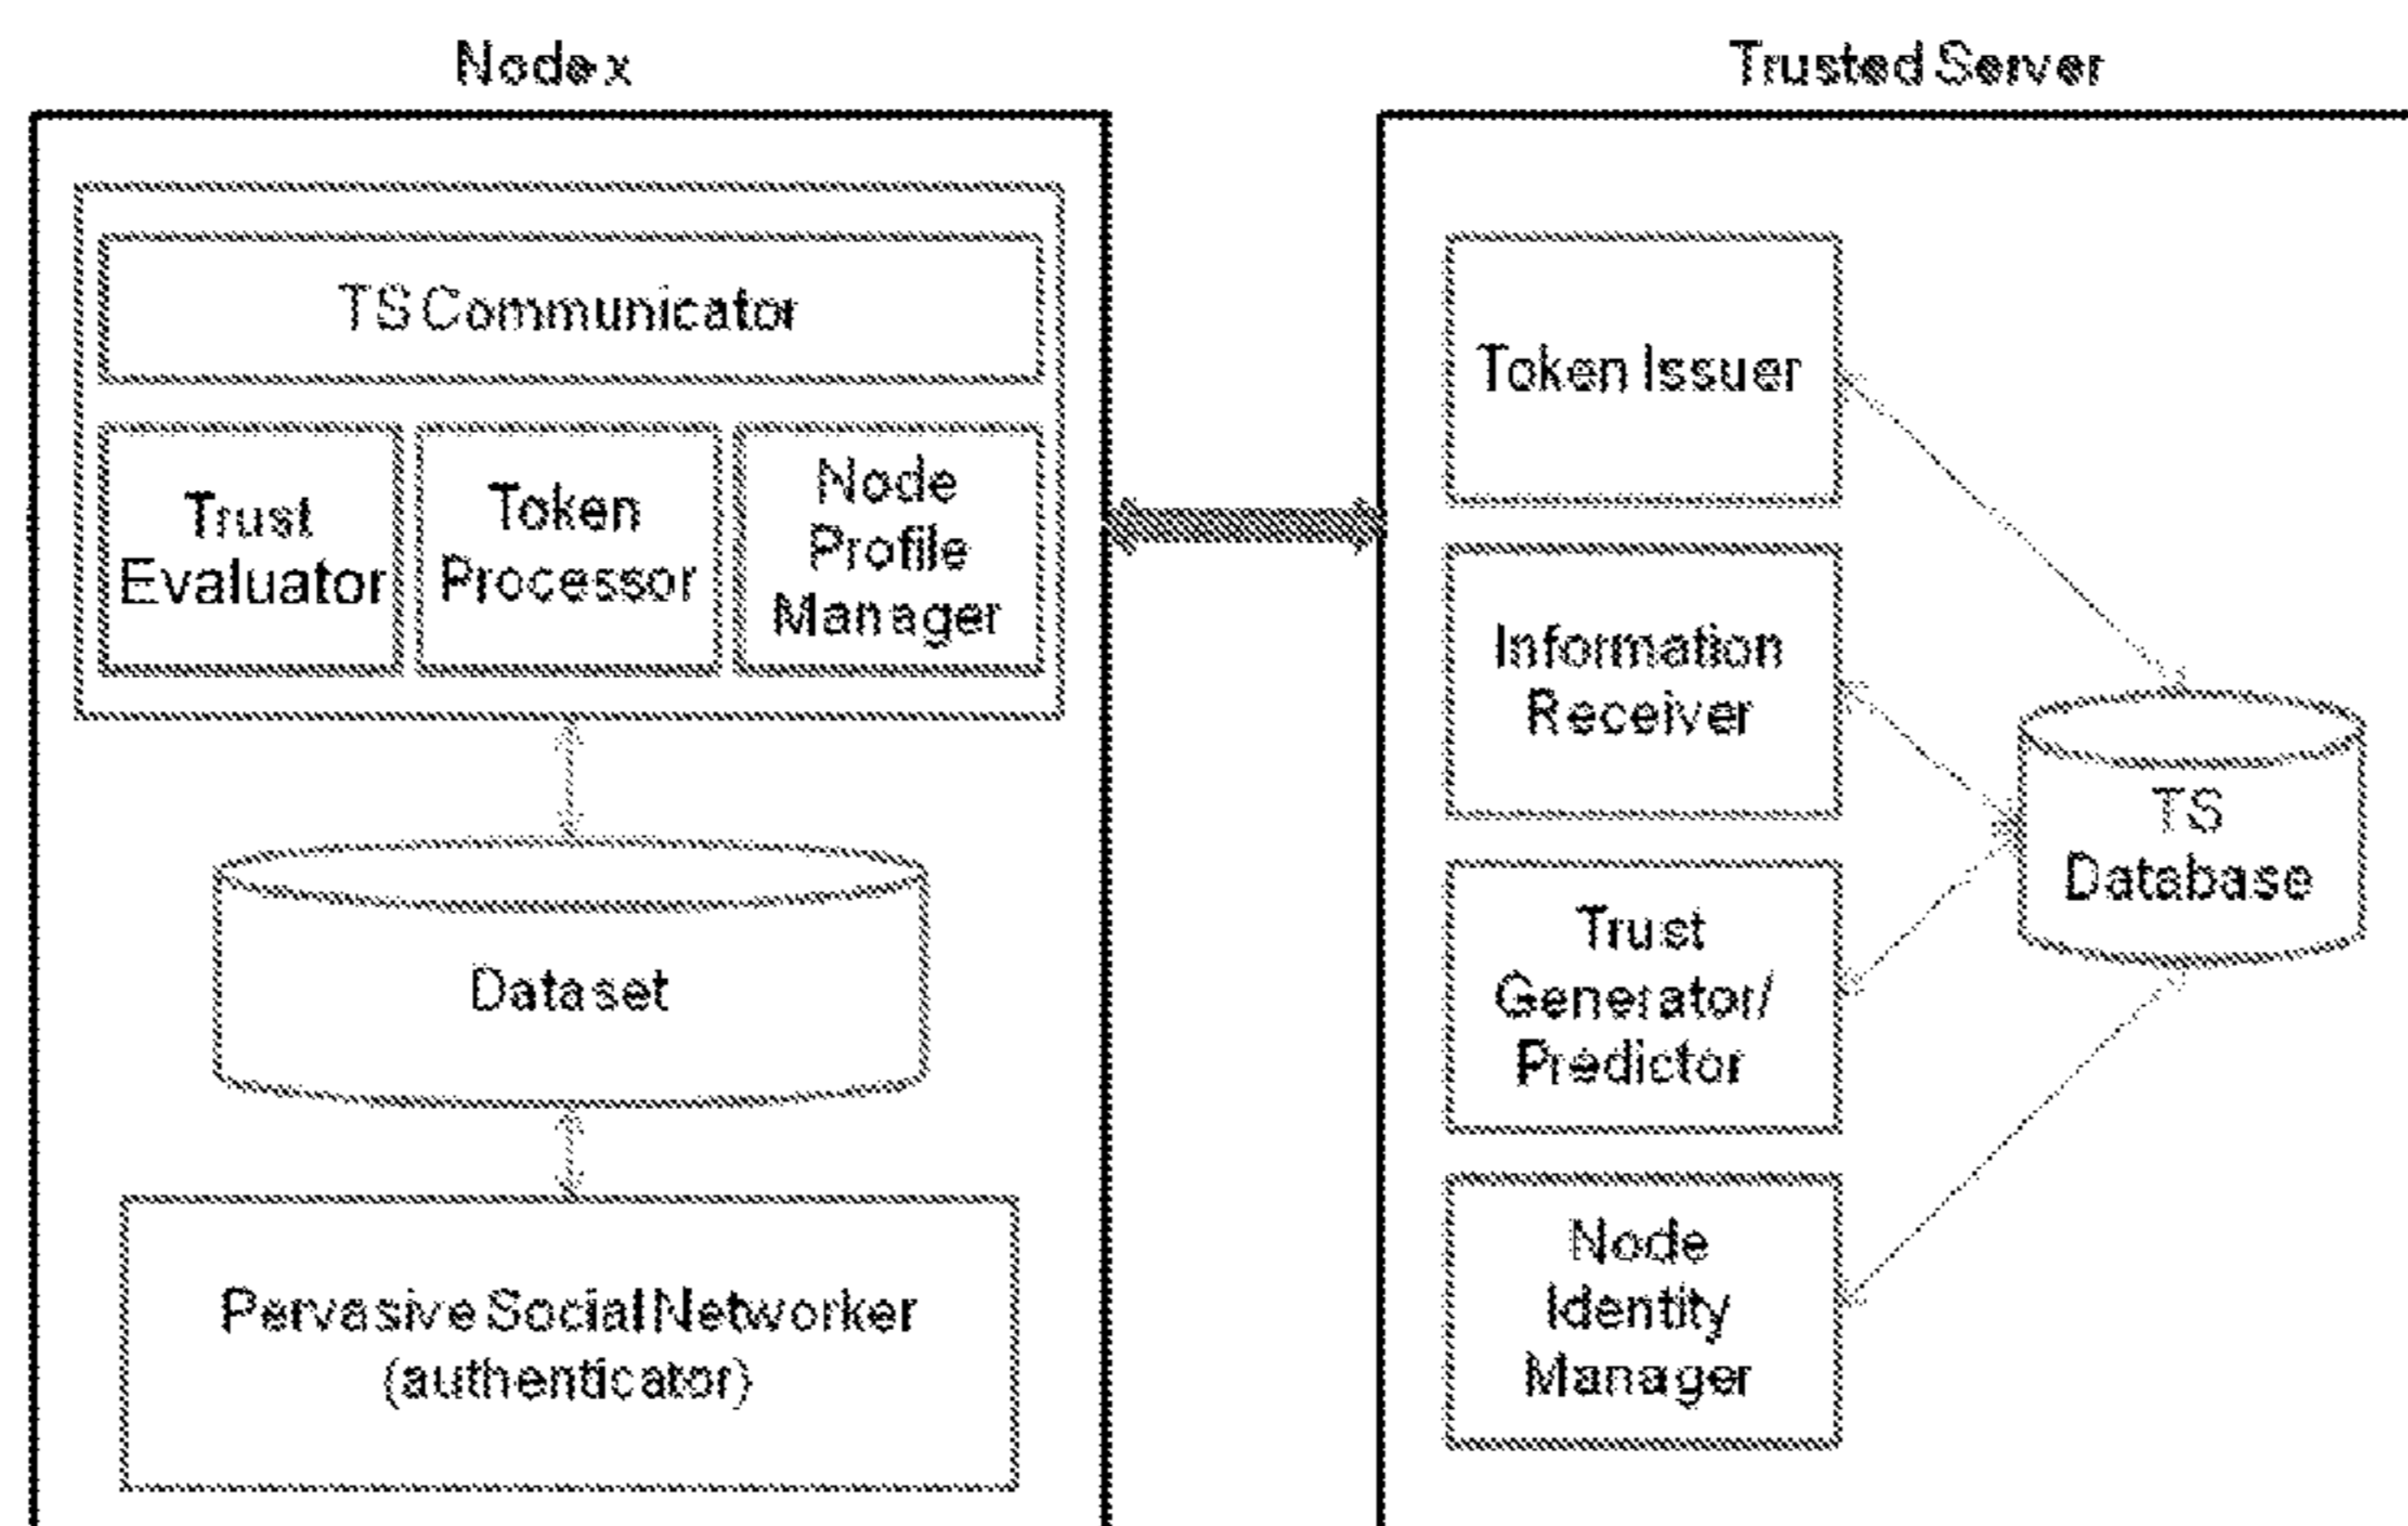 Node x
Trusted Server
TS Communicator
Trust
Evaluator
Token
Processor
Node
Profile
Manager
Dataset
Pervasive Social Networker
(authenticator)
Token Issuer
Information
Receiver
Trust
Generator/
Predictor
Node
Identity
Manager
TS
Database